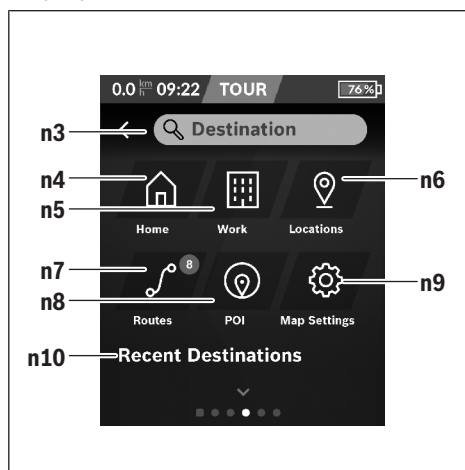 0.0 km/h 09:22 TOUR 76%
n3 Destination
n4 n6
n5
Home Work Locations
n7 8
n8 n9
Routes POI Map Settings
n10 Recent Destinations